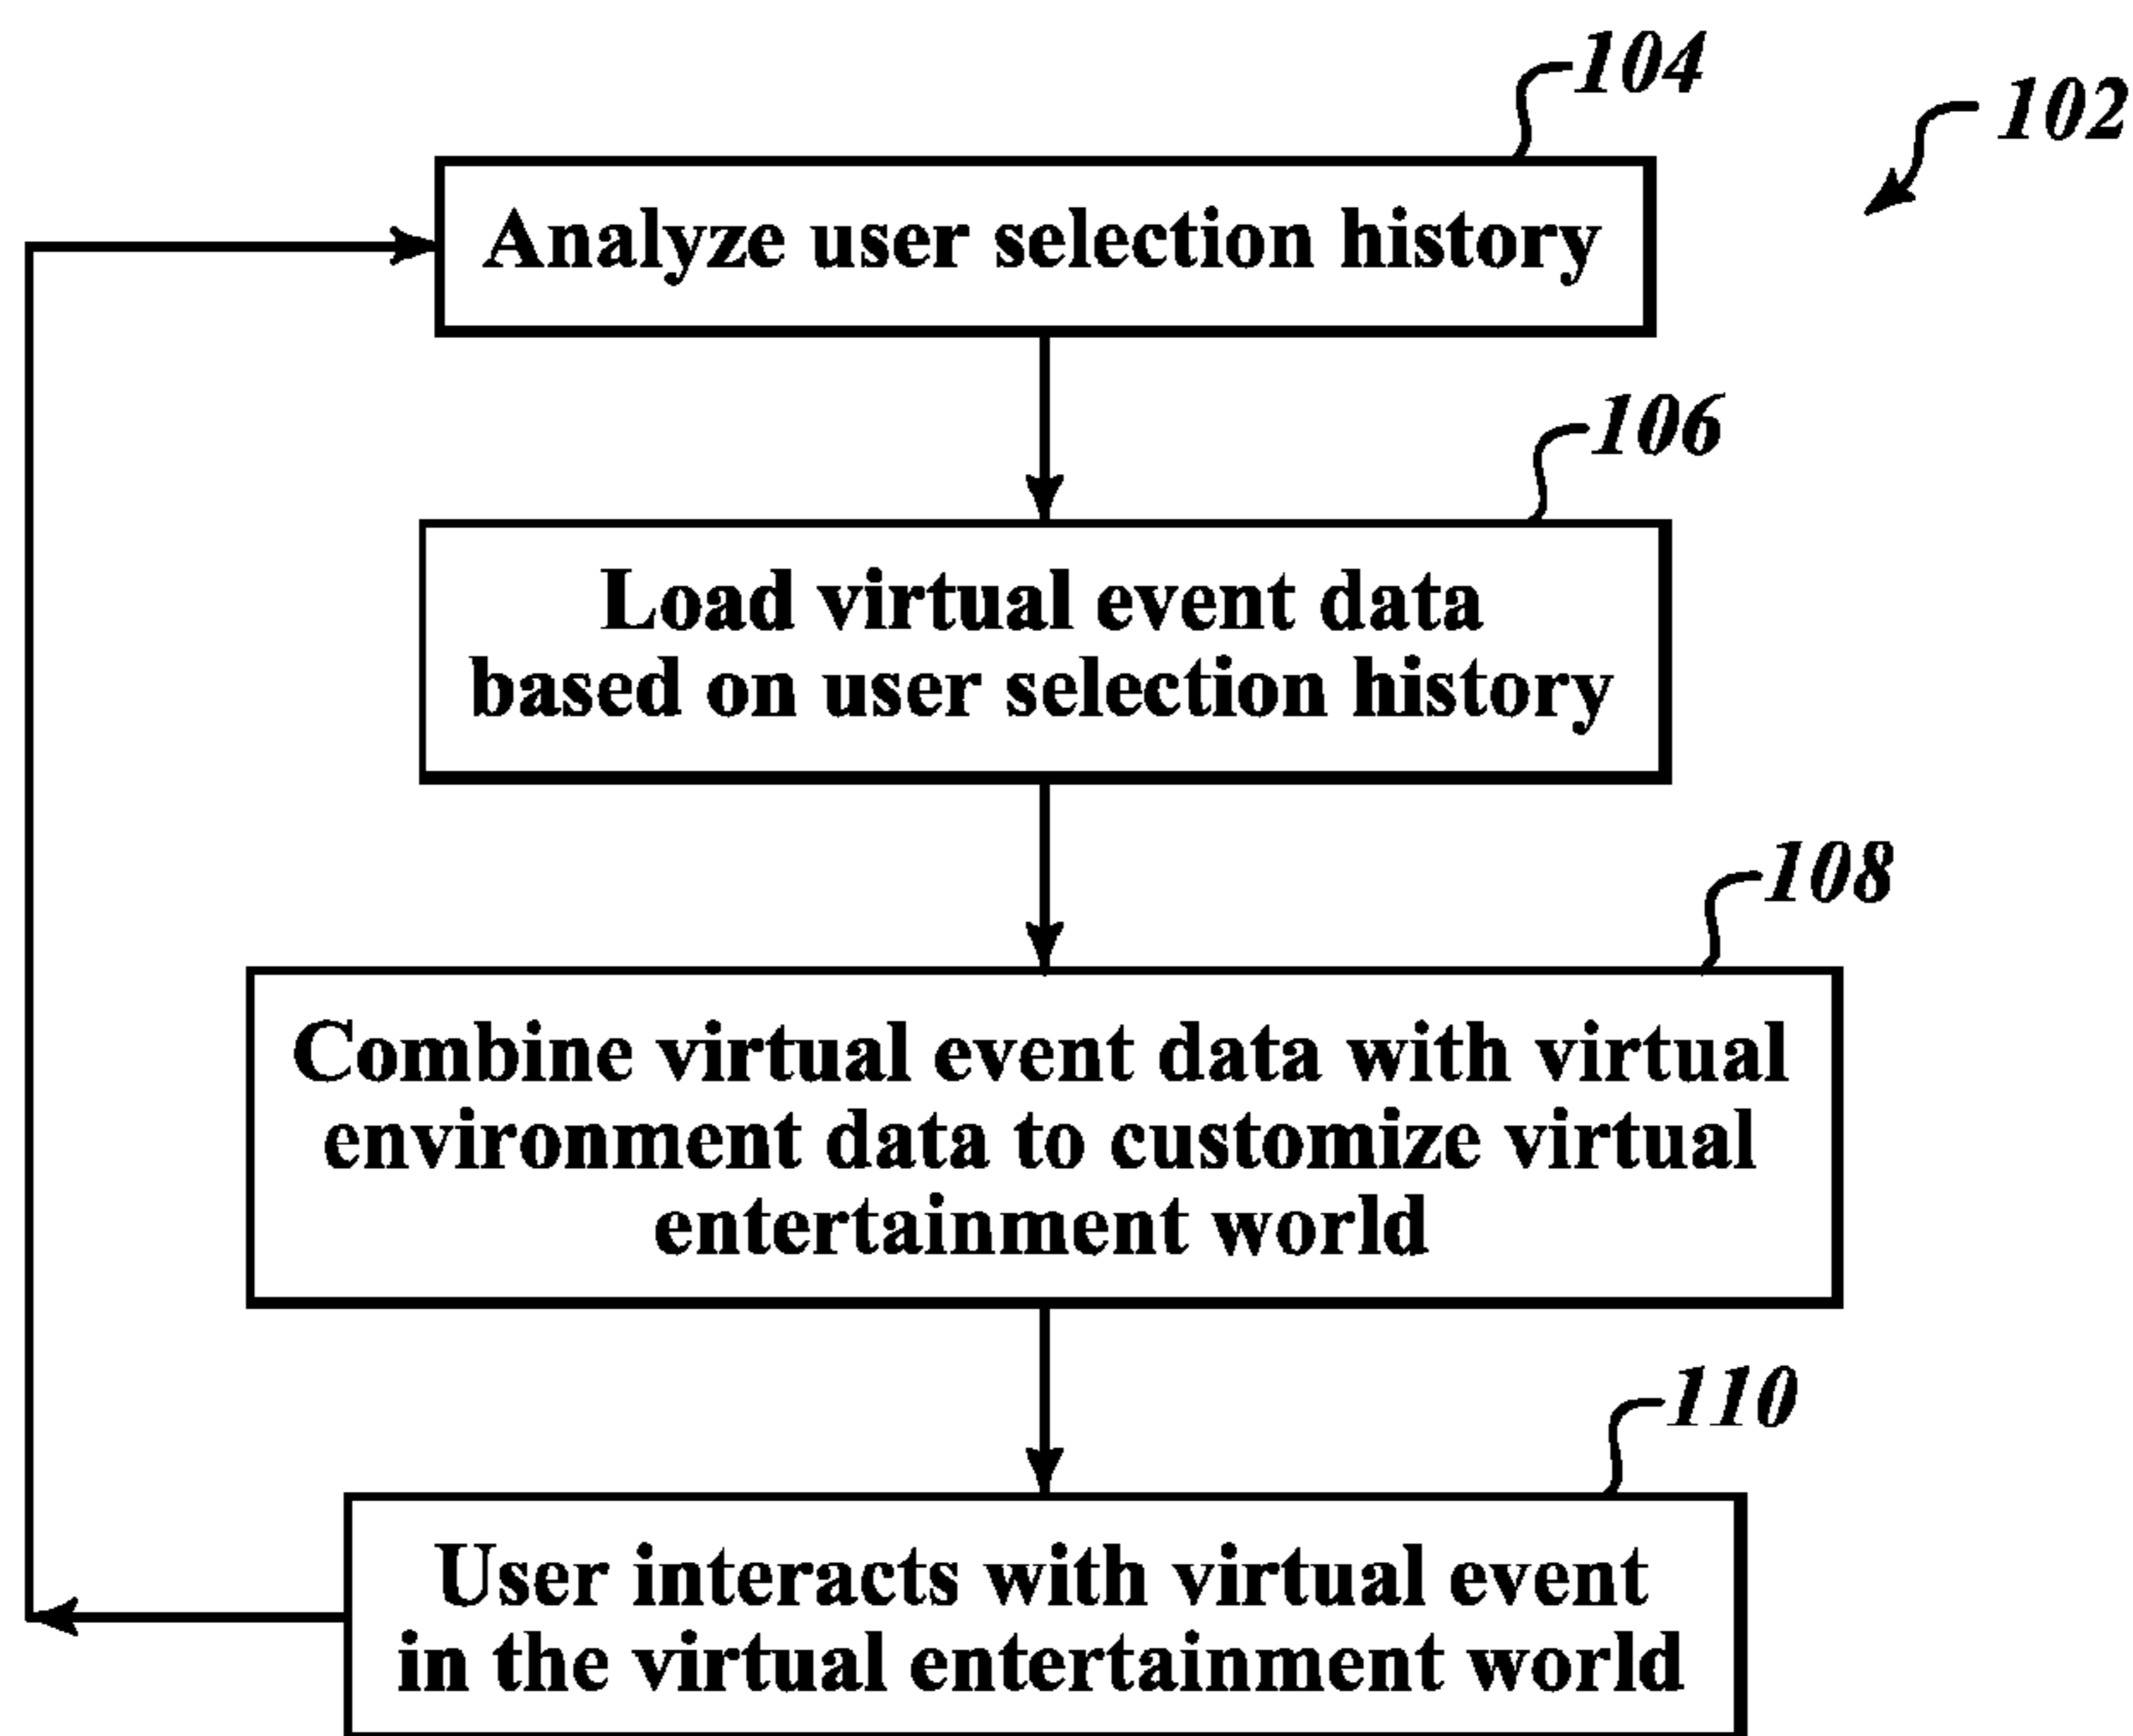 104
102
Analyze user selection history
106
Load virtual event data
based on user selection history
108
Combine virtual event data with virtual
environment data to customize virtual
entertainment world
110
User interacts with virtual event
in the virtual entertainment world